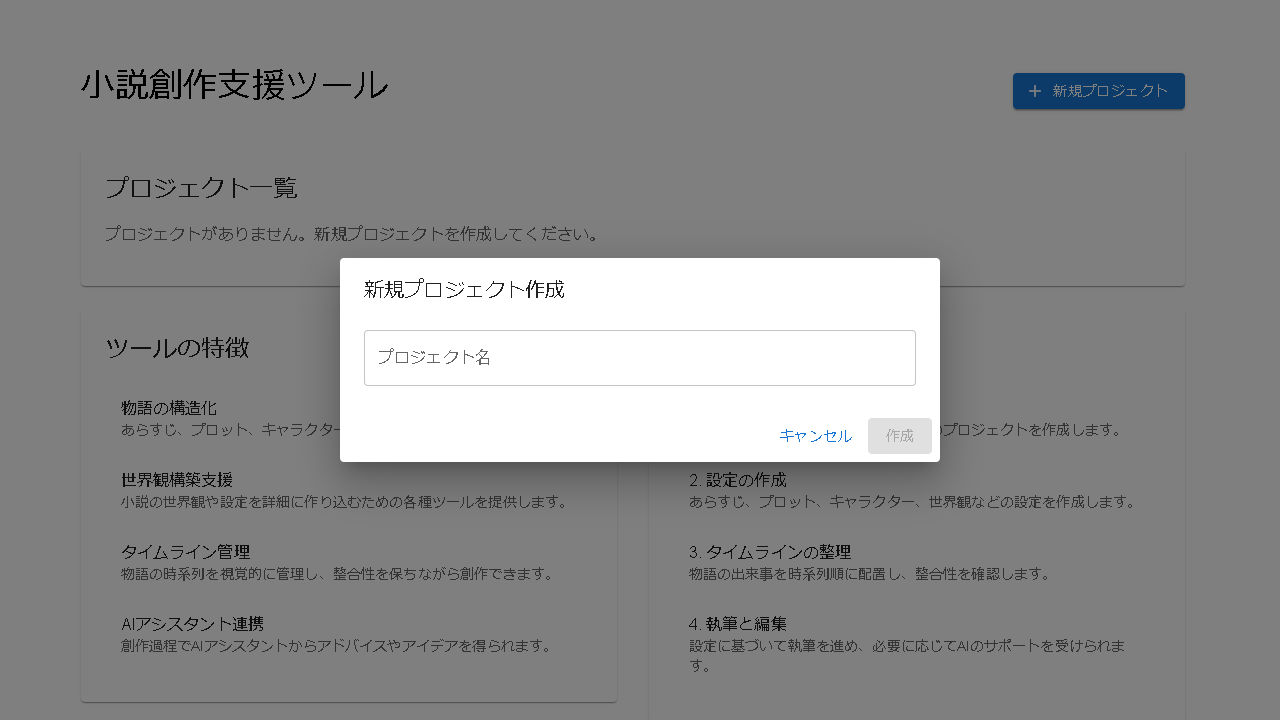 小説創作支援ツール
新規プロジェクト
プロジェクト一覧
プロジェクトがありません。新規プロジェクトを作成してください。
新規プロジェクト作成
プロジェクト名
キャンセル
作成
ツールの特徴
物語の構造化
あらすじ、プロット、キャラクター
世界観構築支援
小説の世界観や設定を詳細に作り込むための各種ツールを提供します。
タイムライン管理
物語の時系列を視覚的に管理し、整合性を保ちながら創作できます。
AIアシスタント連携
創作過程でAIアシスタントからアドバイスやアイデアを得られます。
プロジェクトを作成します。
2. 設定の作成
あらすじ、プロット、キャラクター、世界観などの設定を作成します。
3. タイムラインの整理
物語の出来事を時系列順に配置し、整合性を確認します。
4. 執筆と編集
設定に基づいて執筆を進め、必要に応じてAIのサポートを受けられま
す。